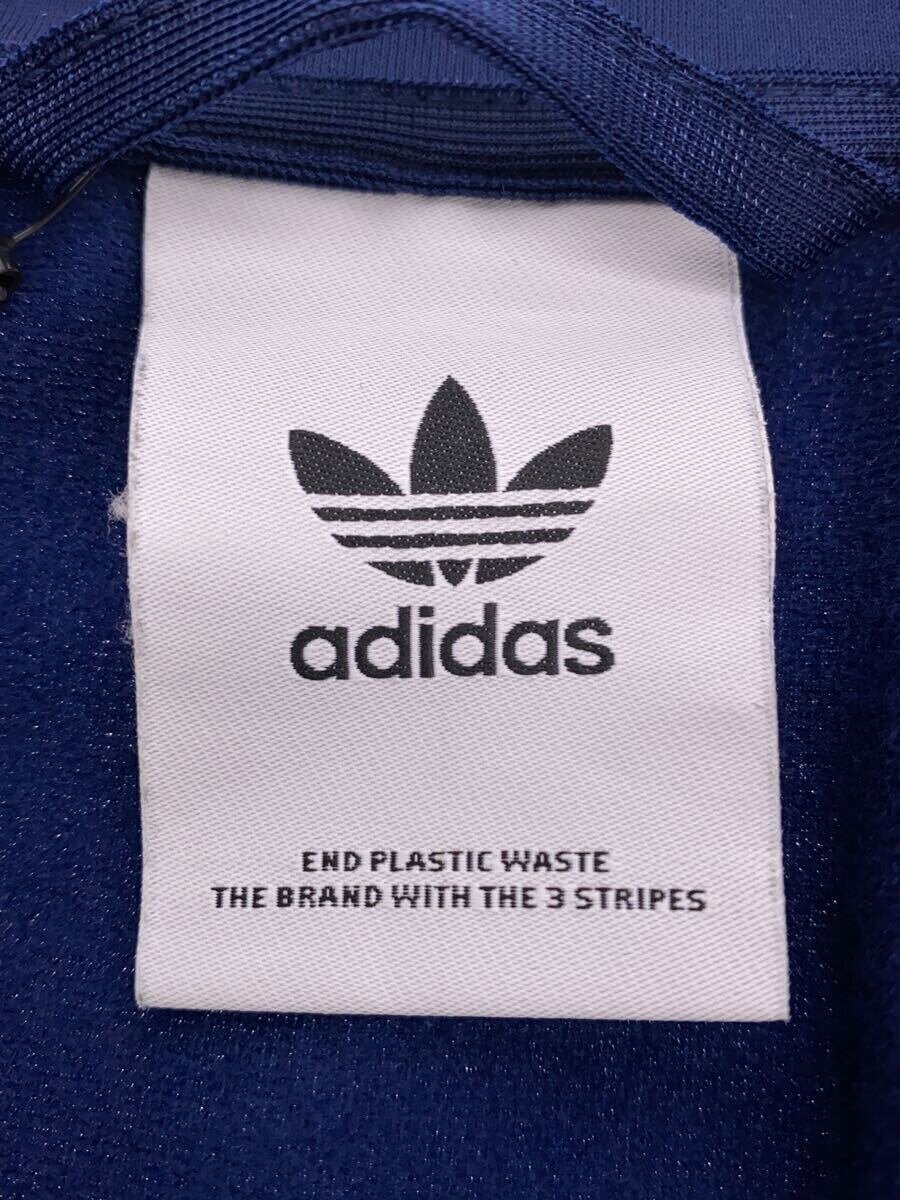 adidas
END PLASTIC WASTE
THE BRAND WITH THE 3 STRIPES